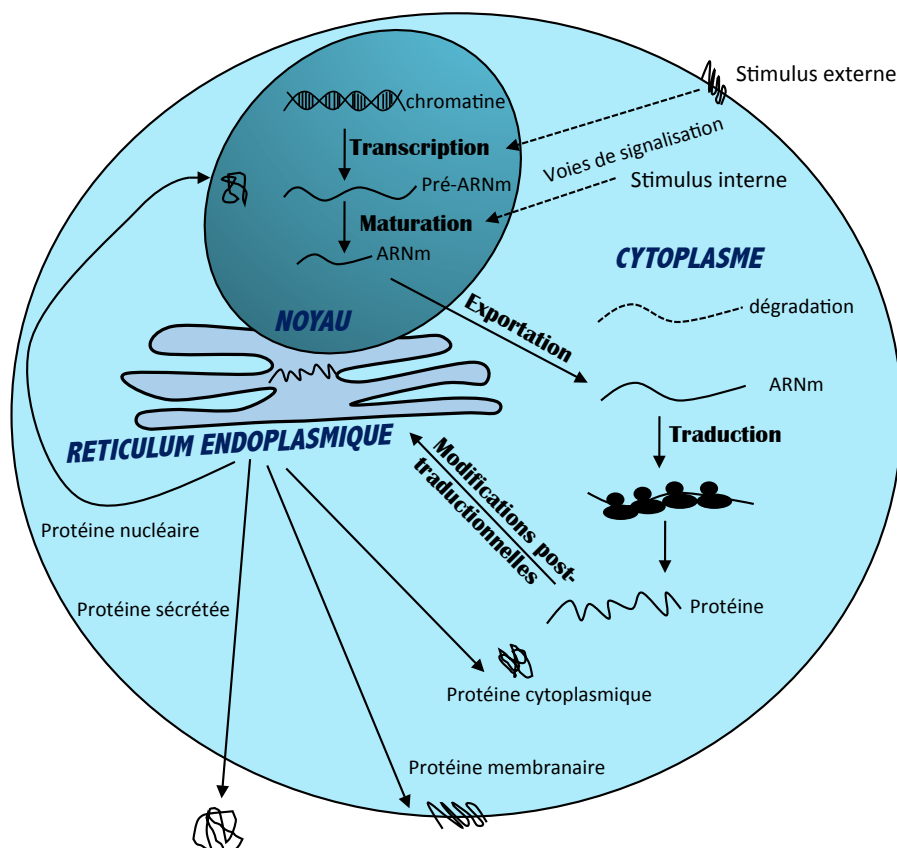 Stimulus externe
chromatine
Transcription
Voies de signalisation
Pré-ARNm
Stimulus interne
Maturation
ARNm
CYTOPLASME
NOYAU
Exportation
dégradation
ARNm
RETICULUM ENDOPLASMIQUE
Traduction
Modifications post-
traductionnelles
Protéine nucléaire
Protéine sécrétée
Protéine
Protéine cytoplasmique
Protéine membranaire